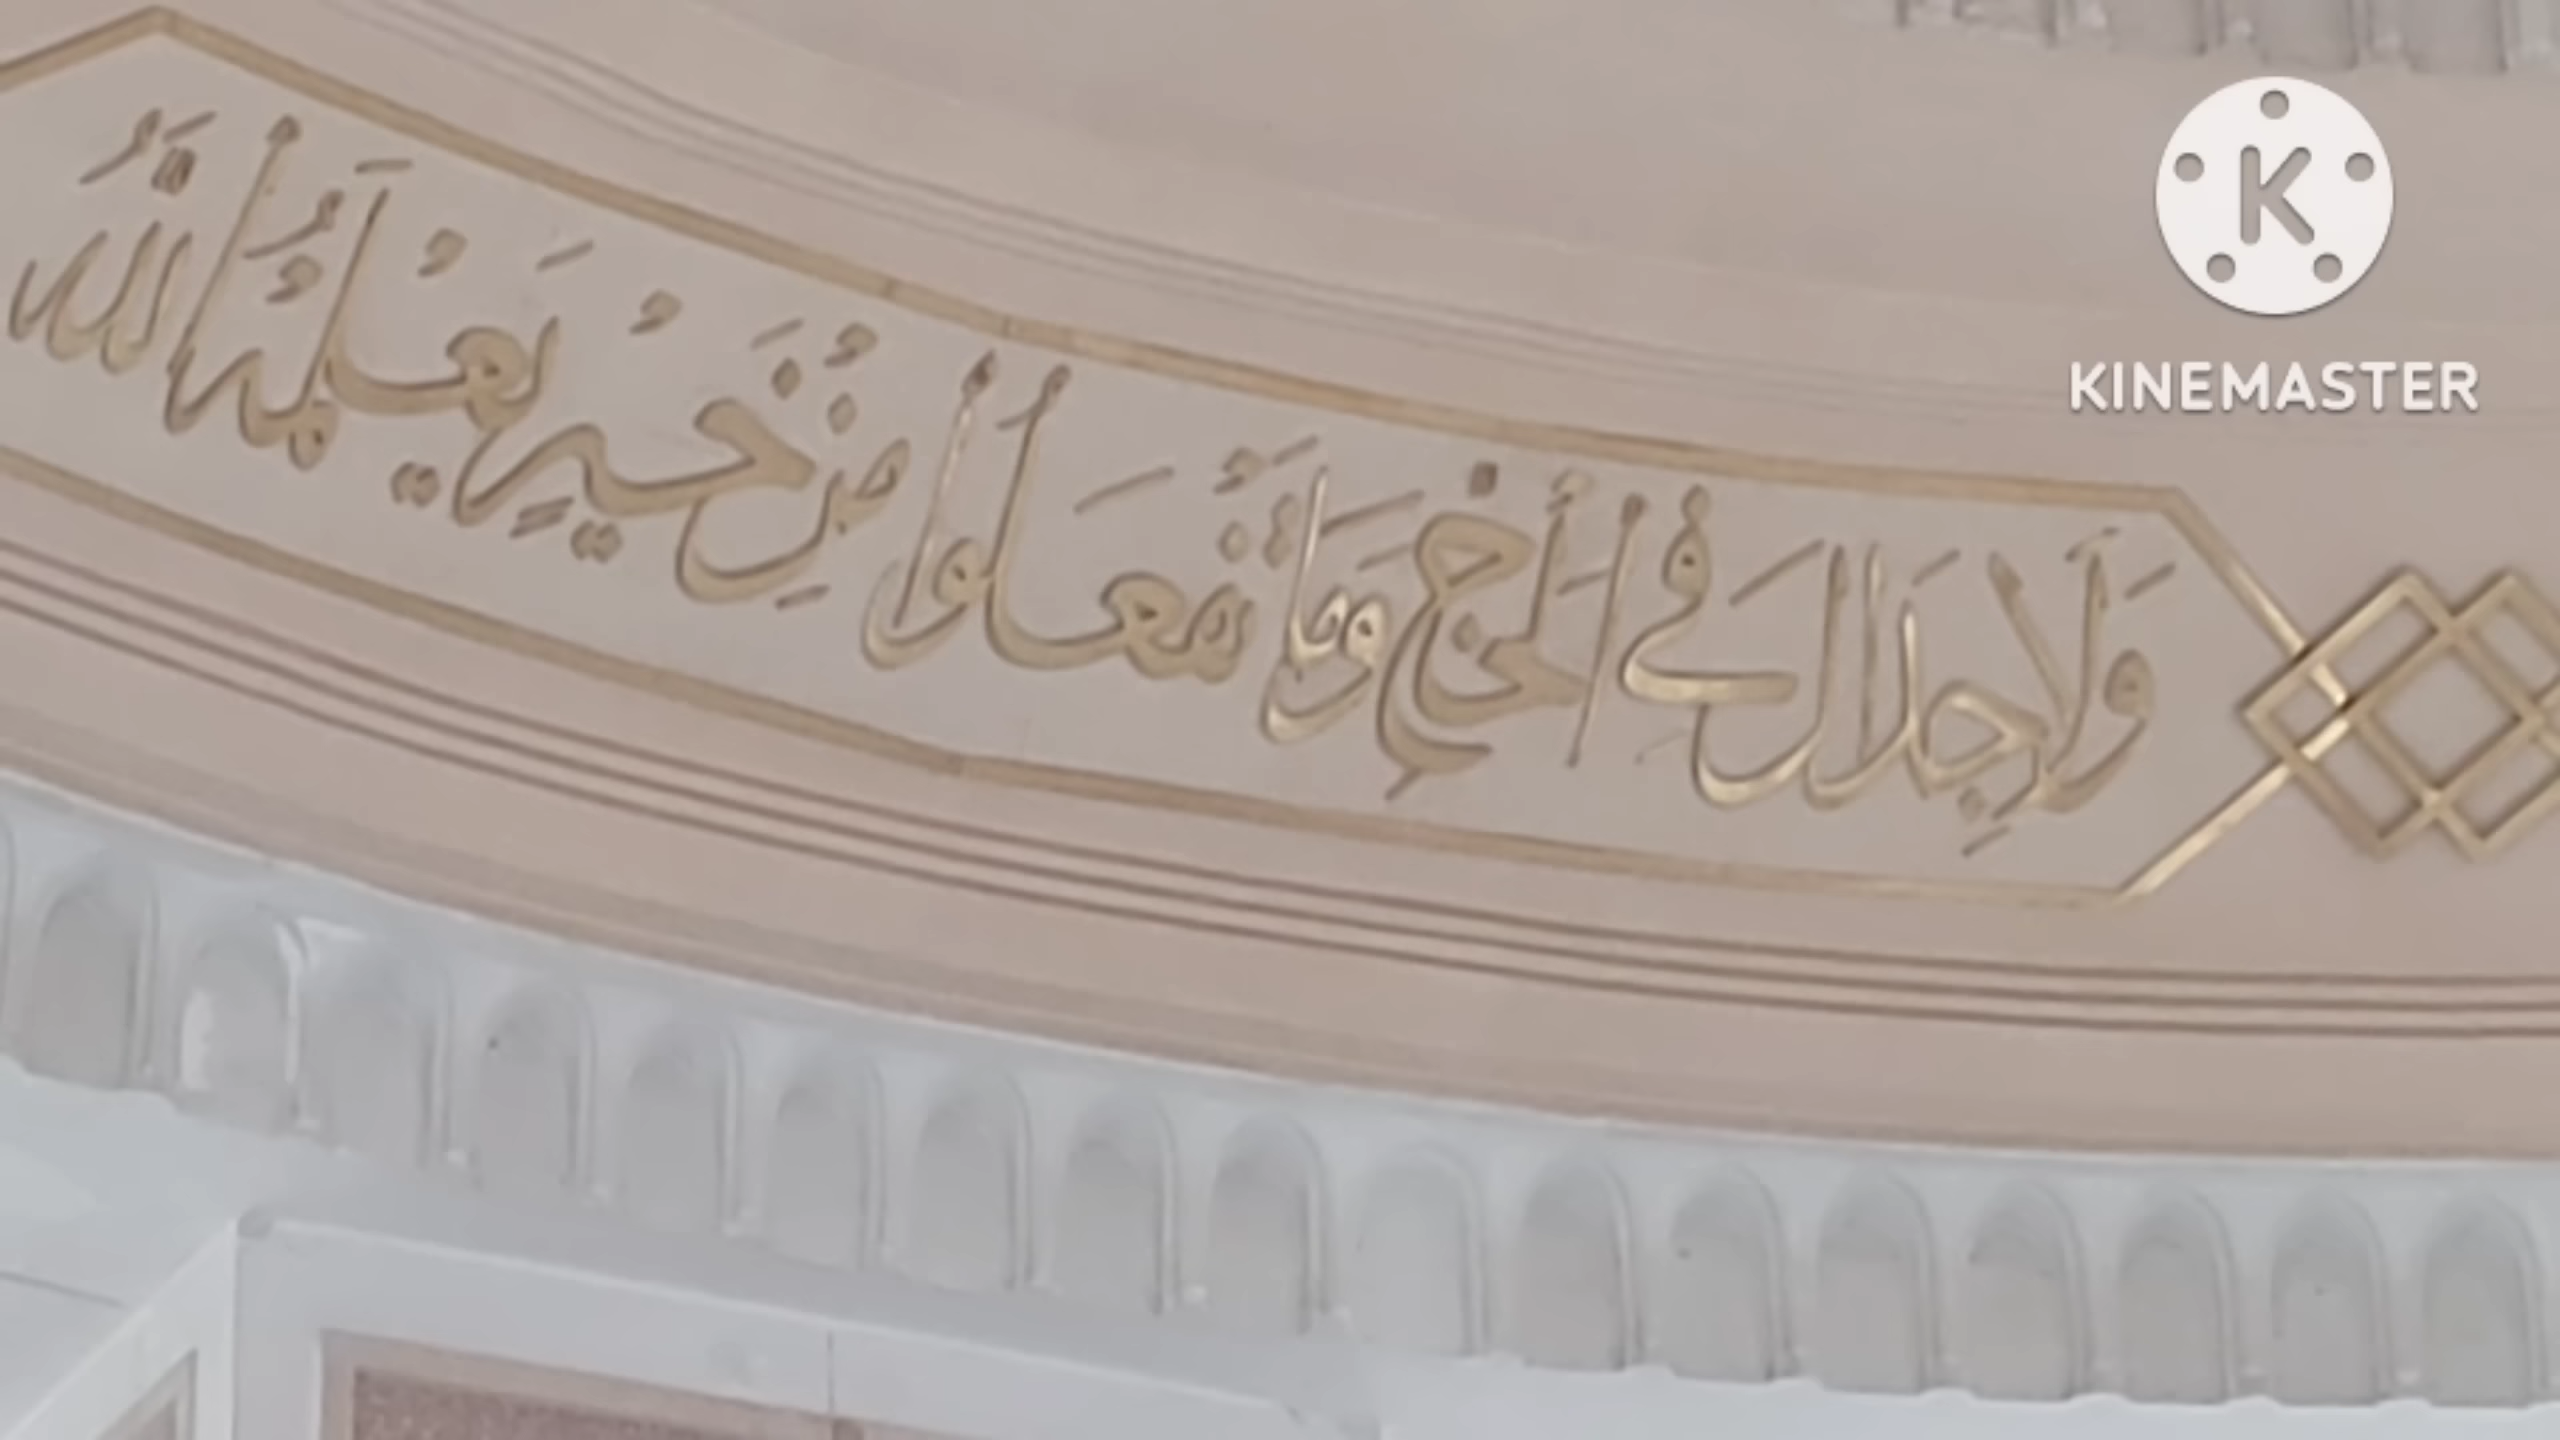 وَلَا جِدَالَ فِي الْحَجِّ وَمَا تَفْعَلُوا مِنْ خَيْرٍ يَعْلَمْهُ اللَّهُ
KINEMASTER